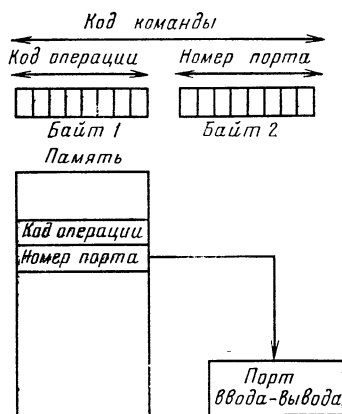 Код команды
Код операции Номер порта
Байт 1 Байт 2
Память
Код операции
Номер порта
Порт
ввода-вывода